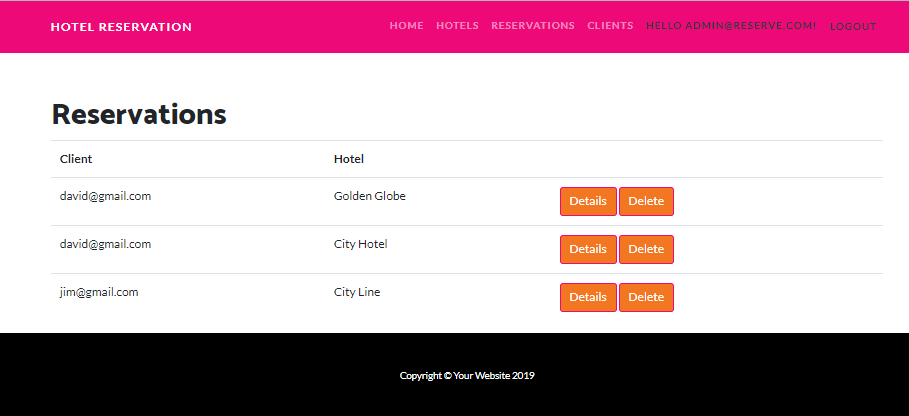 HOTEL RESERVATION HOME HOTELS RESERVATIONS CLIENTS HELLO ADMIN@RESERVE.COM! LOGOUT
Reservations
Client Hotel
david@gmail.com Golden Globe Details Delete
david@gmail.com City Hotel Details Delete
jim@gmail.com City Line Details Delete
Copyright © Your Website 2019